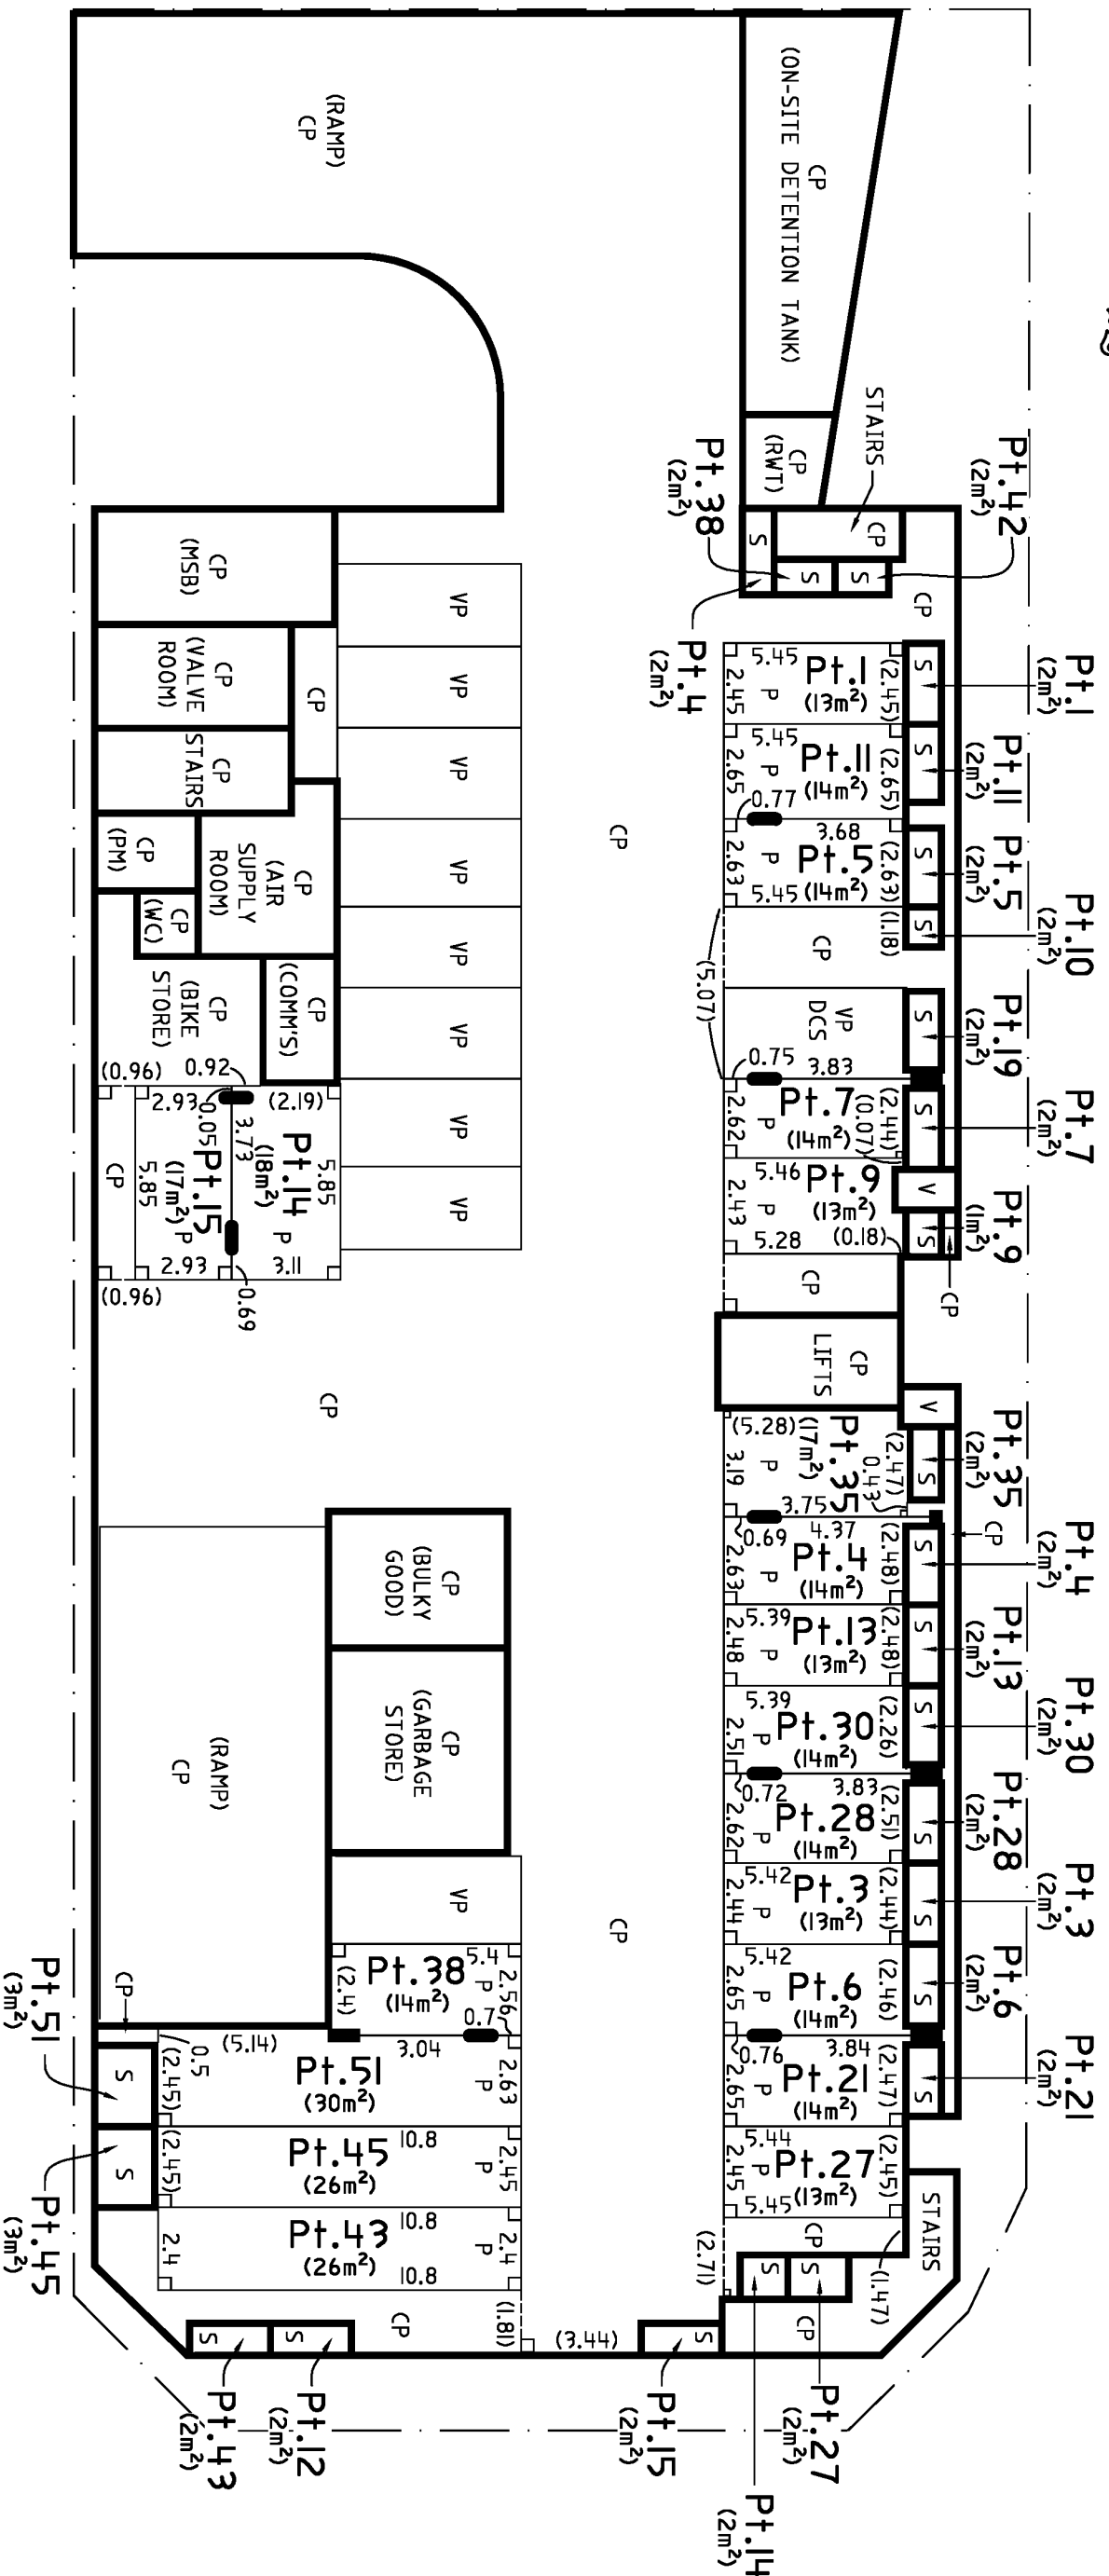 Pt.1
(2m²)
Pt.11
(2m²)
Pt.5
(2m²)
Pt.10
(2m²)
Pt.19
(2m²)
Pt.7
(2m²)
Pt.9
(1m²)
CP
Pt.35
(2m²)
CP
Pt.4
(2m²)
Pt.13
(2m²)
Pt.30
(2m²)
Pt.28
(2m²)
Pt.3
(2m²)
Pt.6
(2m²)
Pt.21
(2m²)
Pt.42
(2m²)
Pt.38
(2m²)
Pt.4
(2m²)
STAIRS
CP
(ON-SITE DETENTION TANK)
CP
(RWT)
CP
S
S
S
CP
(RAMP)
CP
S
S
S
S
S
S
V
S
V
S
S
S
S
S
S
S
S
5.45
Pt.1
(2.45)
2.45
P
(13m²)
5.45
Pt.11
(2.65)
2.65
P
(14m²)
0.77
3.68
Pt.5
(2.63)
2.63
P
5.45
(14m²)
(1.18)
CP
(5.07)
VP
DCS
0.75
3.83
Pt.7
(2.44)
2.62
P
(14m²)
(0.07)
5.46
Pt.9
2.43
P
(13m²)
5.28
(0.18)
CP
CP
LIFTS
(5.28)
Pt.35
(17m²)
(2.47)
0.43
3.19
P
3.75
0.69
4.37
Pt.4
(2.48)
2.63
P
(14m²)
5.39
Pt.13
(2.48)
2.48
P
(13m²)
5.39
Pt.30
(2.26)
2.51
P
(14m²)
0.72
3.83
Pt.28
(2.51)
2.62
P
(14m²)
5.42
Pt.3
(2.44)
2.44
P
(13m²)
5.42
Pt.6
(2.46)
2.65
P
(14m²)
0.76
3.84
Pt.21
(2.47)
2.65
P
(14m²)
5.44
Pt.27
(2.45)
2.45
P
5.45
(13m²)
STAIRS
CP
(1.47)
(2.71)
S
S
CP
Pt.27
(2m²)
Pt.14
(2m²)
CP
CP
VP
VP
VP
VP
VP
VP
VP
VP
CP
(MSB)
CP
(VALVE
ROOM)
CP
CP
STAIRS
CP
(PM)
CP
(AIR
SUPPLY
ROOM)
CP
(WC)
CP
(COMM'S)
CP
(BIKE
STORE)
(0.96)
0.92
(2.19)
2.93
0.05
3.73
Pt.14
(18m²)
5.85
P
3.11
Pt.15
(17m²)
5.85
P
2.93
0.69
CP
(0.96)
CP
CP
(BULKY
GOOD)
CP
(GARBAGE
STORE)
(RAMP)
CP
VP
5.4
Pt.38
(14m²)
P
(2.4)
2.56
0.7
3.04
CP
0.5
(5.14)
Pt.51
(30m²)
(2.45)
2.63
P
10.8
Pt.45
(26m²)
(2.45)
2.45
P
10.8
Pt.43
(26m²)
2.4
2.4
P
10.8
CP
(1.81)
(3.44)
S
S
S
S
S
Pt.51
(3m²)
Pt.45
(3m²)
Pt.43
(2m²)
Pt.12
(2m²)
Pt.15
(2m²)